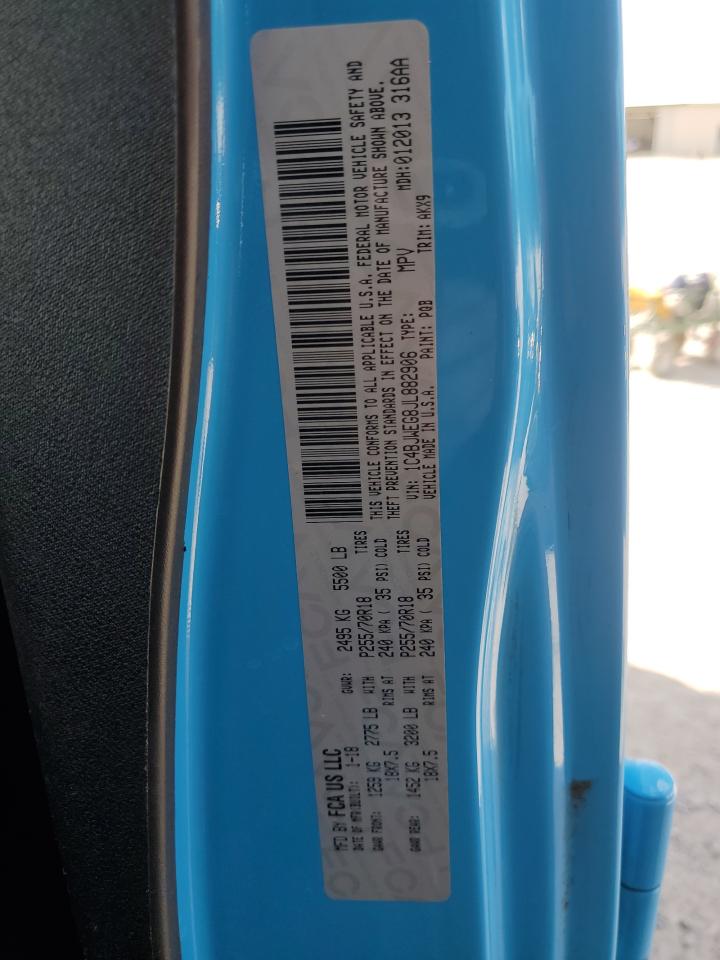 MFD BY FCA US LLC
DATE OF MFR(BUILT): 1-18 GVWR: 2495 KG 5500 LB
GAWR FRONT: 1259 KG 2775 LB WITH P255/70R18 TIRES
18X7.5 RIMS AT 240 KPA ( 35 PSI) COLD
GAWR REAR: 1452 KG 3200 LB WITH P255/70R18 TIRES
18X7.5 RIMS AT 240 KPA ( 35 PSI) COLD
THIS VEHICLE CONFORMS TO ALL APPLICABLE U.S.A. FEDERAL MOTOR VEHICLE SAFETY AND
THEFT PREVENTION STANDARDS IN EFFECT ON THE DATE OF MANUFACTURE SHOWN ABOVE.
VIN: 1C4BJWEG8JL882906 TYPE: MPV MDH:012013 316AA
VEHICLE MADE IN U.S.A. PAINT: PQB TRIM: AKX9